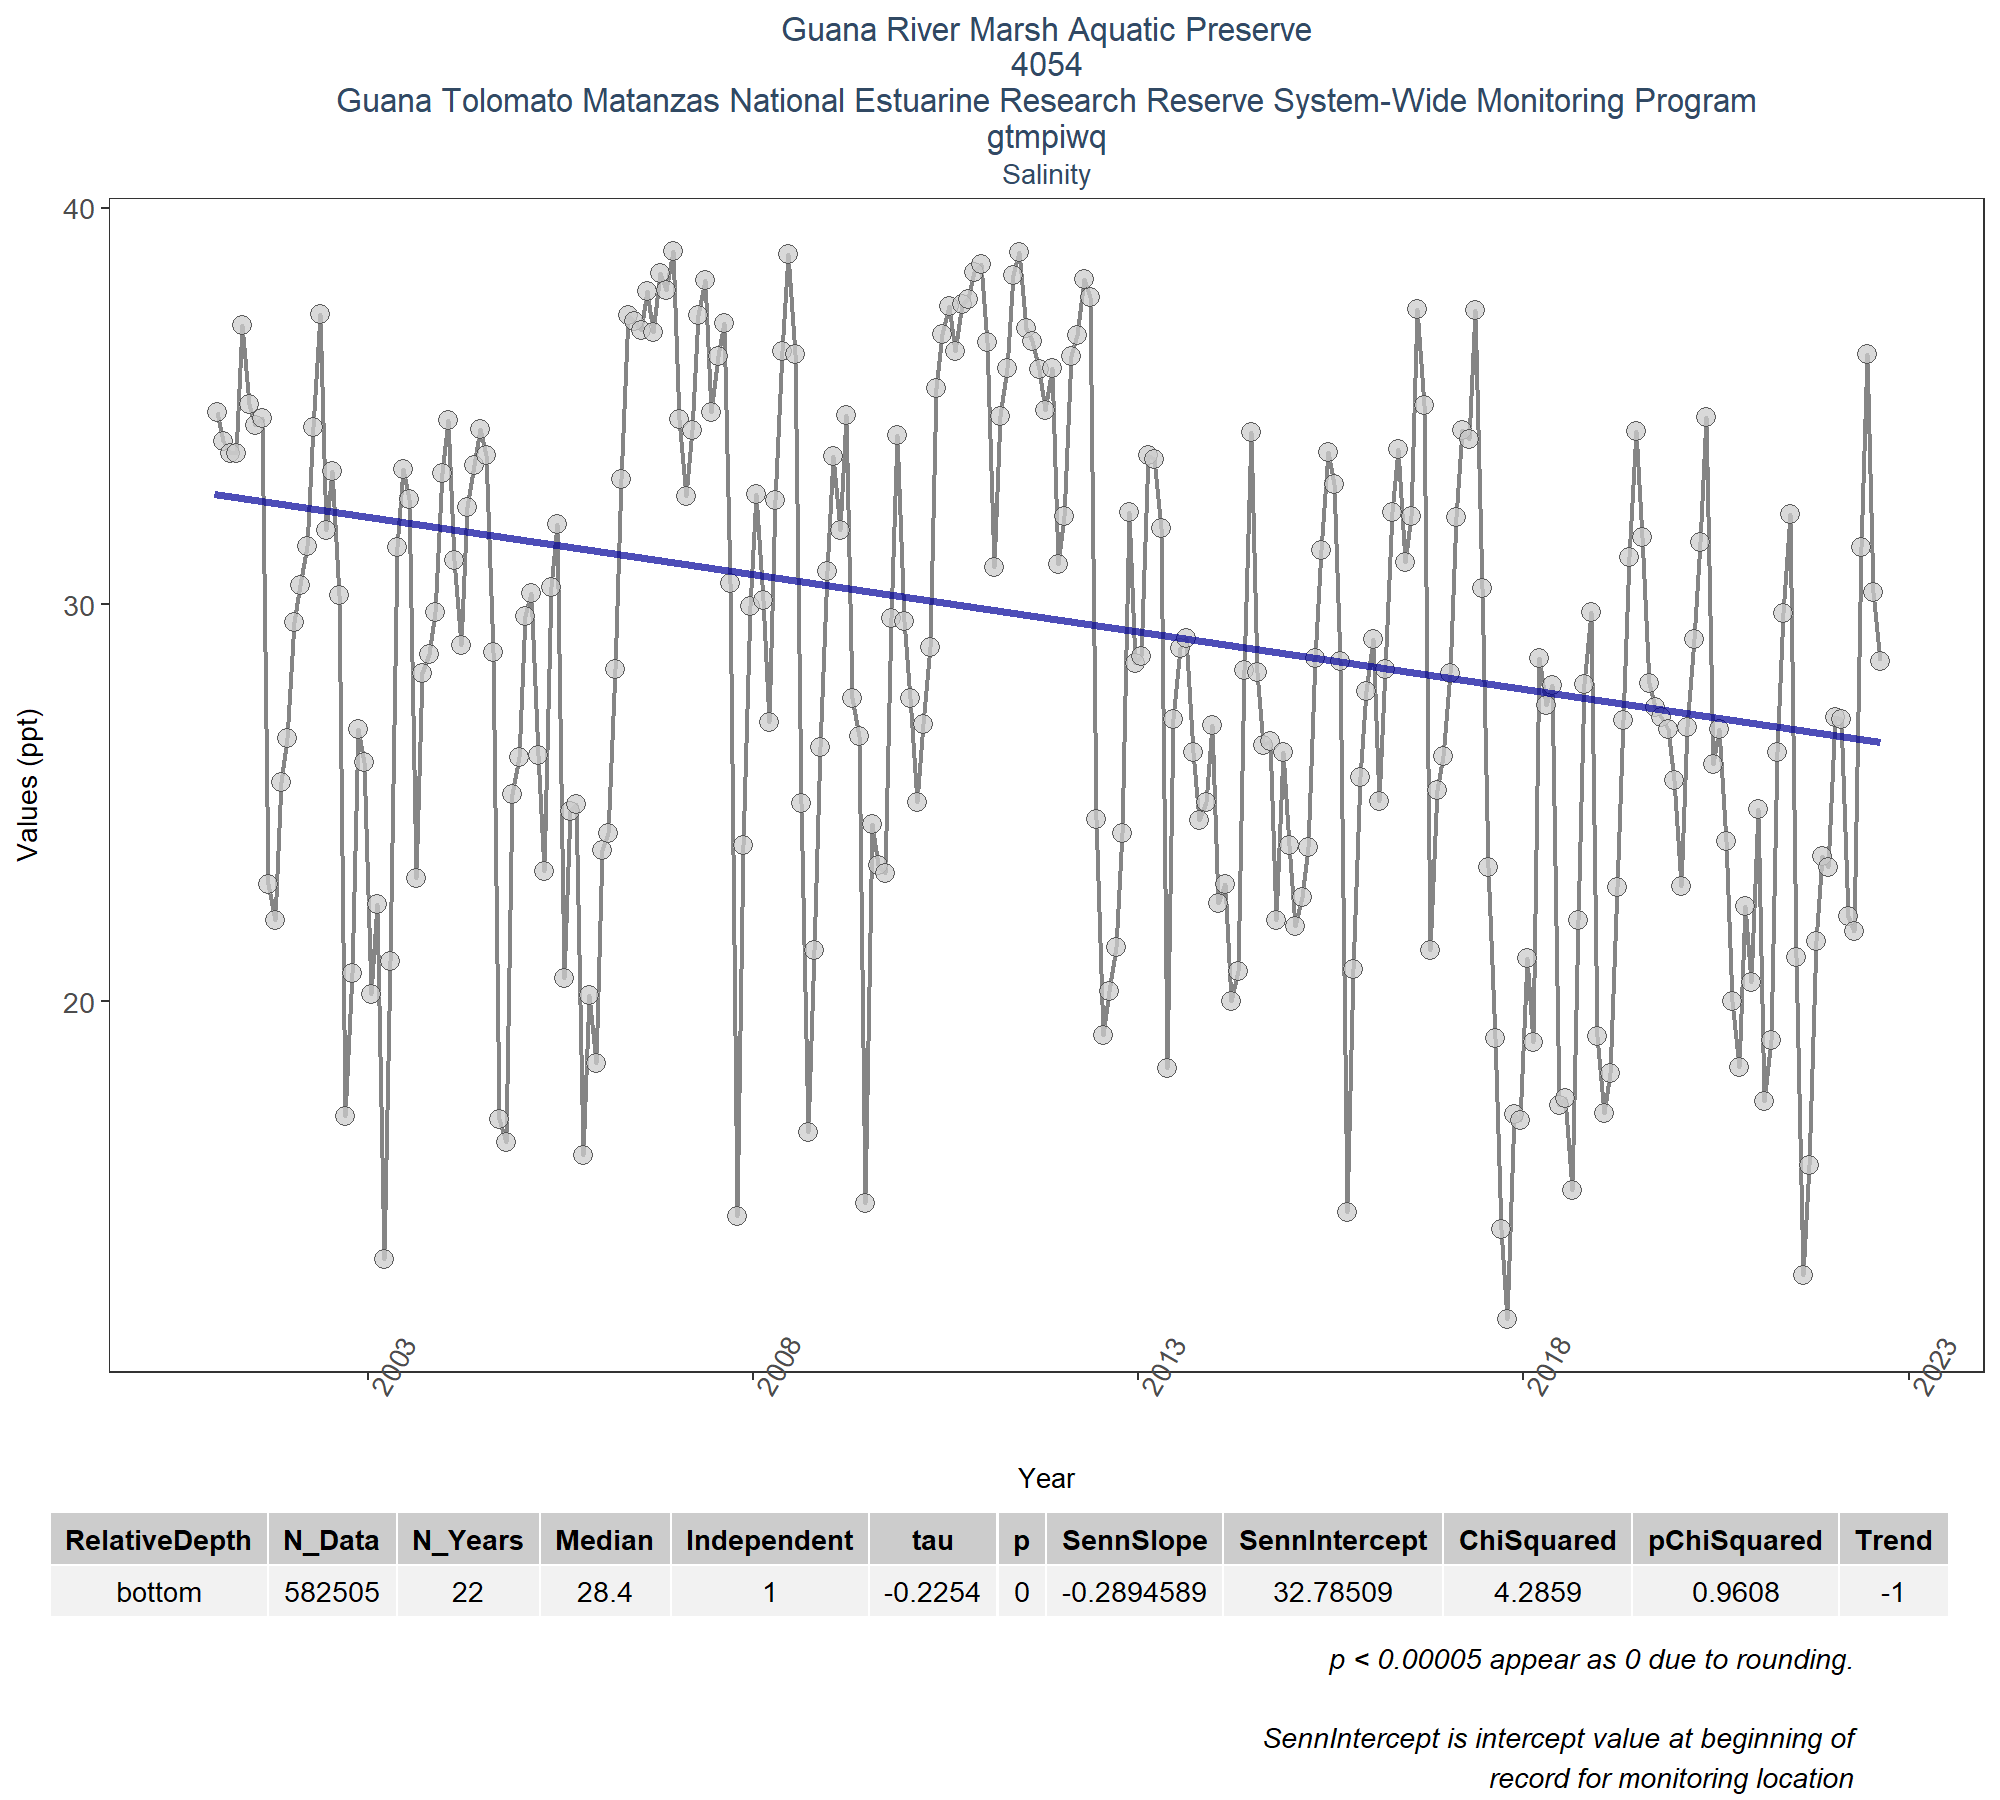 Guana River Marsh Aquatic Preserve
4054
Guana Tolomato Matanzas National Estuarine Research Reserve System-Wide Monitoring Program
gtmpiwq
Salinity
40
30
20
Values (ppt)
2003
2008
2013
2018
2023
Year
RelativeDepth N_Data N_Years Median Independent tau p SennSlope SennIntercept ChiSquared pChiSquared Trend
bottom 582505 22 28.4 1 -0.2254 0 -0.2894589 32.78509 4.2859 0.9608 -1
p < 0.00005 appear as 0 due to rounding.
SennIntercept is intercept value at beginning of
record for monitoring location